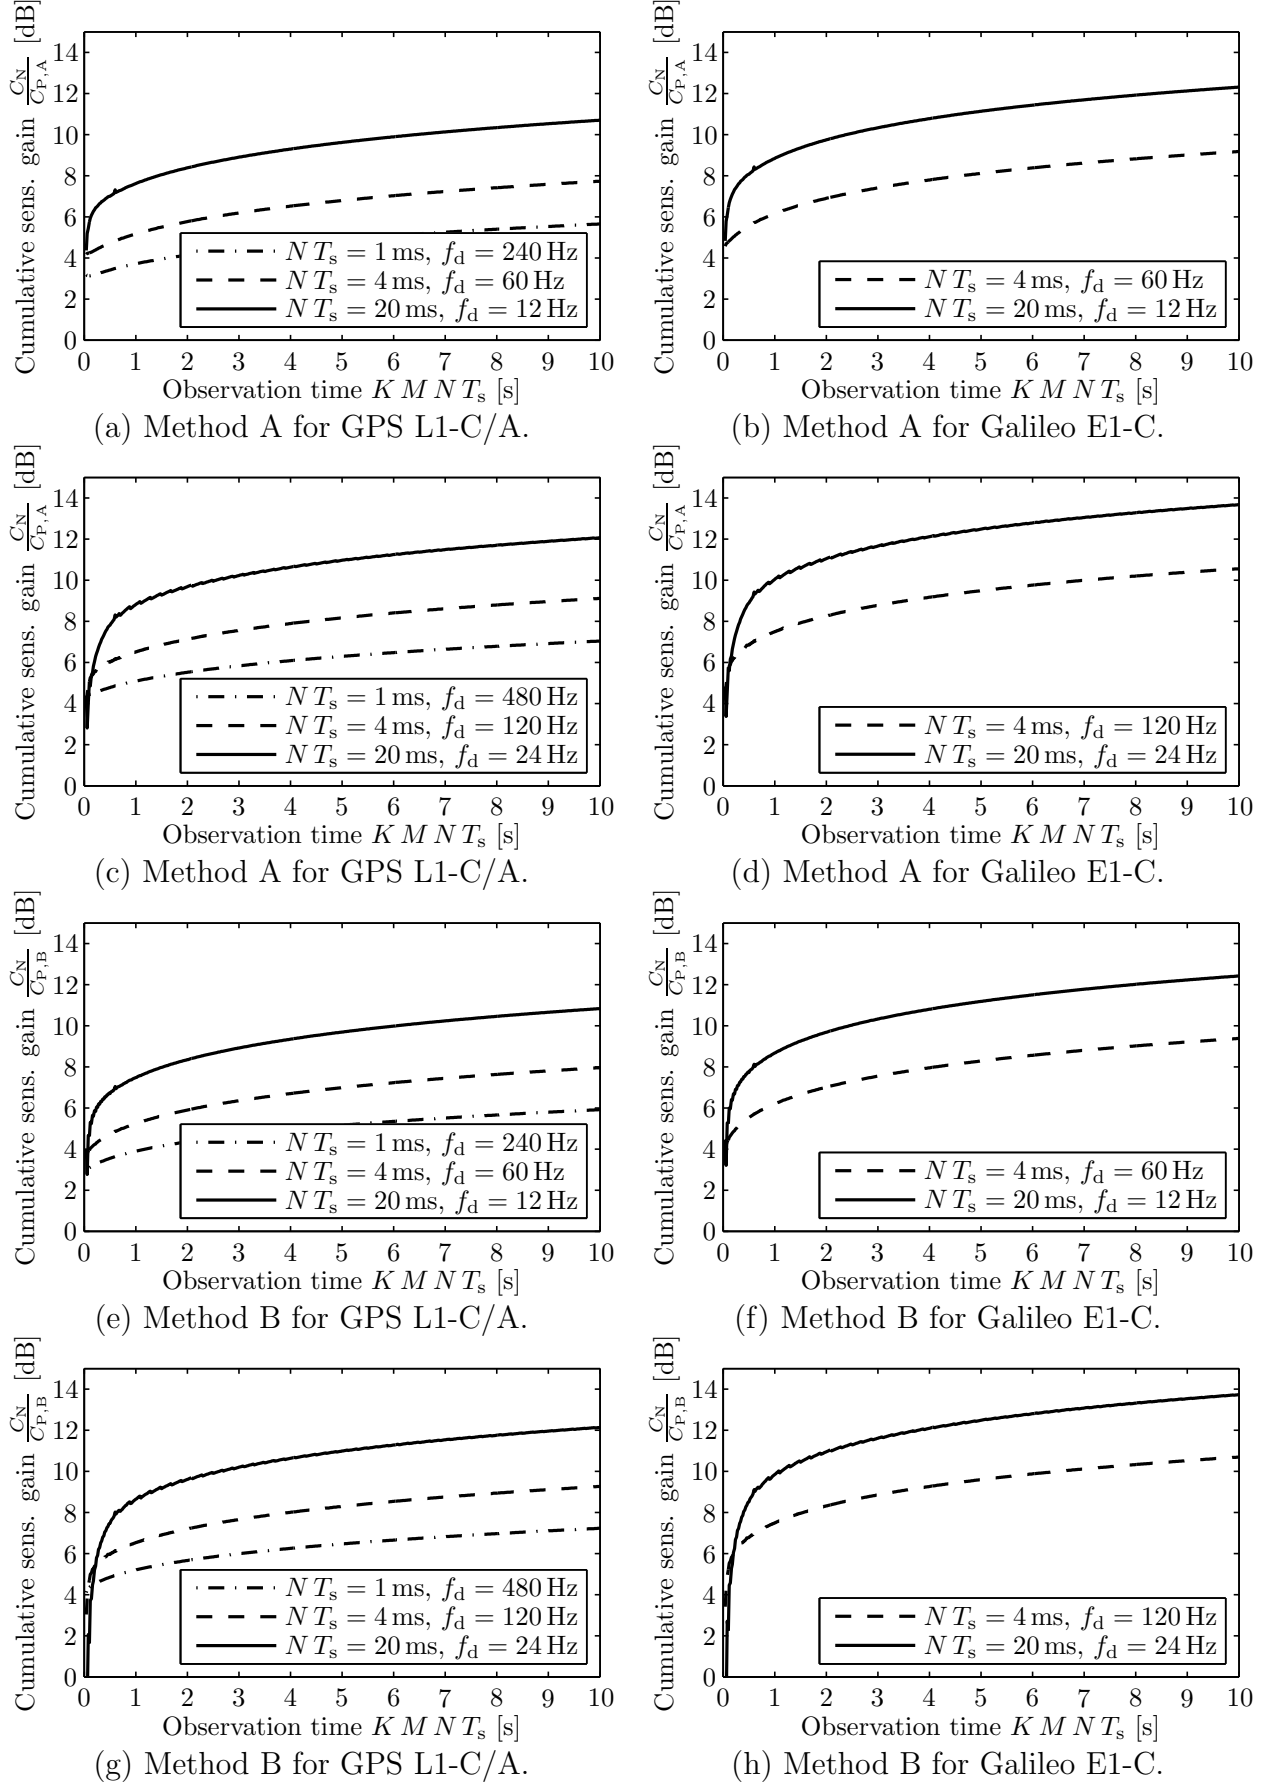 Cumulative sens. gain C_N/C_P,A [dB]
14
12
10
8
6
4
2
0
N T_s = 1 ms, f_d = 240 Hz
N T_s = 4 ms, f_d = 60 Hz
N T_s = 20 ms, f_d = 12 Hz
0 1 2 3 4 5 6 7 8 9 10
Observation time K M N T_s [s]
(a) Method A for GPS L1-C/A.
Cumulative sens. gain C_N/C_P,A [dB]
14
12
10
8
6
4
2
0
N T_s = 4 ms, f_d = 60 Hz
N T_s = 20 ms, f_d = 12 Hz
0 1 2 3 4 5 6 7 8 9 10
Observation time K M N T_s [s]
(b) Method A for Galileo E1-C.
Cumulative sens. gain C_N/C_P,A [dB]
14
12
10
8
6
4
2
0
N T_s = 1 ms, f_d = 480 Hz
N T_s = 4 ms, f_d = 120 Hz
N T_s = 20 ms, f_d = 24 Hz
0 1 2 3 4 5 6 7 8 9 10
Observation time K M N T_s [s]
(c) Method A for GPS L1-C/A.
Cumulative sens. gain C_N/C_P,A [dB]
14
12
10
8
6
4
2
0
N T_s = 4 ms, f_d = 120 Hz
N T_s = 20 ms, f_d = 24 Hz
0 1 2 3 4 5 6 7 8 9 10
Observation time K M N T_s [s]
(d) Method A for Galileo E1-C.
Cumulative sens. gain C_N/C_P,B [dB]
14
12
10
8
6
4
2
0
N T_s = 1 ms, f_d = 240 Hz
N T_s = 4 ms, f_d = 60 Hz
N T_s = 20 ms, f_d = 12 Hz
0 1 2 3 4 5 6 7 8 9 10
Observation time K M N T_s [s]
(e) Method B for GPS L1-C/A.
Cumulative sens. gain C_N/C_P,B [dB]
14
12
10
8
6
4
2
0
N T_s = 4 ms, f_d = 60 Hz
N T_s = 20 ms, f_d = 12 Hz
0 1 2 3 4 5 6 7 8 9 10
Observation time K M N T_s [s]
(f) Method B for Galileo E1-C.
Cumulative sens. gain C_N/C_P,B [dB]
14
12
10
8
6
4
2
0
N T_s = 1 ms, f_d = 480 Hz
N T_s = 4 ms, f_d = 120 Hz
N T_s = 20 ms, f_d = 24 Hz
0 1 2 3 4 5 6 7 8 9 10
Observation time K M N T_s [s]
(g) Method B for GPS L1-C/A.
Cumulative sens. gain C_N/C_P,B [dB]
14
12
10
8
6
4
2
0
N T_s = 4 ms, f_d = 120 Hz
N T_s = 20 ms, f_d = 24 Hz
0 1 2 3 4 5 6 7 8 9 10
Observation time K M N T_s [s]
(h) Method B for Galileo E1-C.